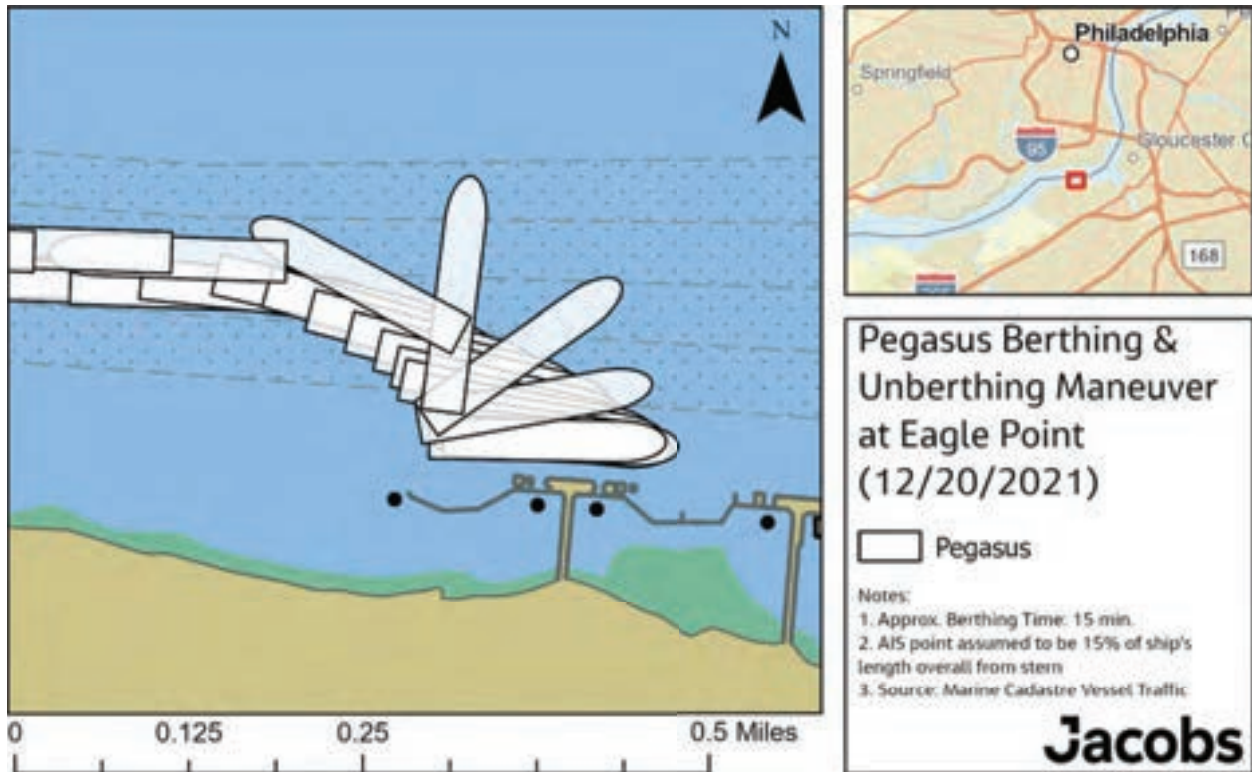 N
0
0.125
0.25
0.5 Miles
Philadelphia
Springfield
95
Gloucester C
168
Pegasus Berthing &
Unberthing Maneuver
at Eagle Point
(12/20/2021)
Pegasus
Notes:
1. Approx. Berthing Time: 15 min.
2. AIS point assumed to be 15% of ship's
length overall from stern
3. Source: Marine Cadastre Vessel Traffic
Jacobs